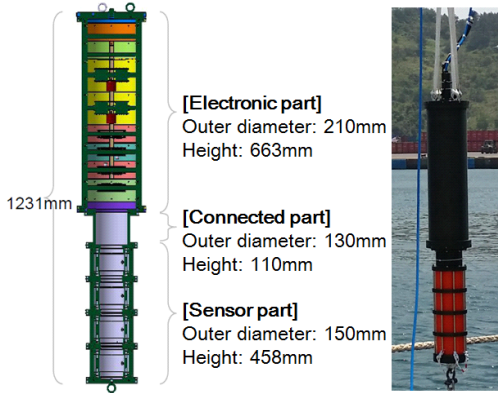 [Electronic part]
Outer diameter: 210mm
Height: 663mm
1231mm
[Connected part]
Outer diameter: 130mm
Height: 110mm
[Sensor part]
Outer diameter: 150mm
Height: 458mm